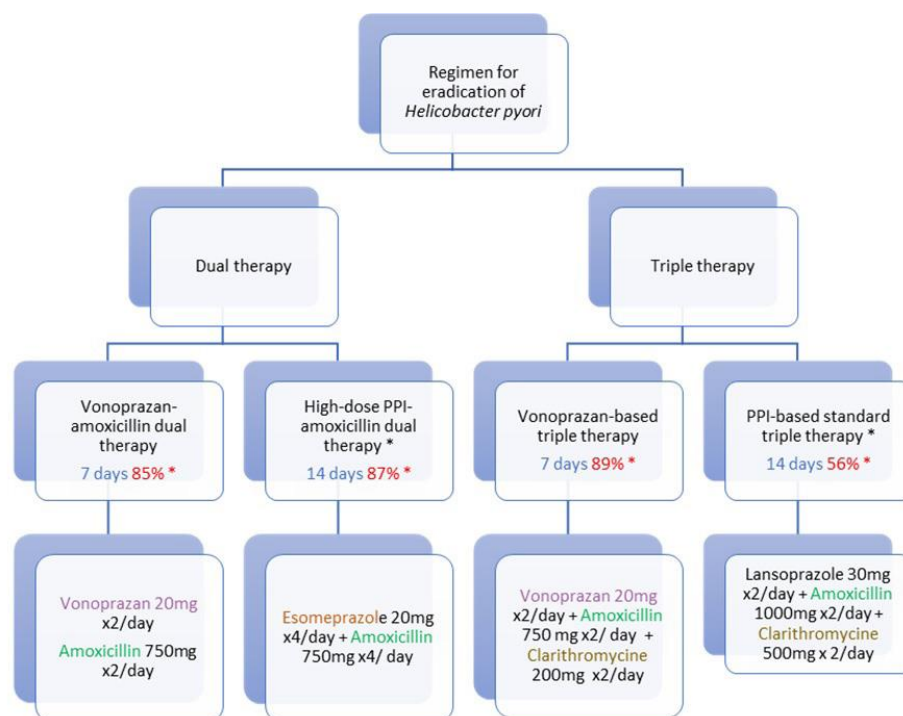 Regimen for
eradication of
Helicobacter pyori
Dual therapy
Triple therapy
Vonoprazan-
amoxicillin dual
therapy
7 days 85% *
High-dose PPI-
amoxicillin dual
therapy *
14 days 87% *
Vonoprazan-based
triple therapy
7 days 89% *
PPI-based standard
triple therapy *
14 days 56% *
Vonoprazan 20mg
x2/day
Amoxicillin 750mg
x2/day
Esomeprazole 20mg
x4/day + Amoxicillin
750mg x4/ day
Vonoprazan 20mg
x2/day + Amoxicillin
750 mg x2/ day +
Clarithromycine
200mg x2/day
Lansoprazole 30mg
x2/day + Amoxicillin
1000mg x2/day+
Clarithromycine
500mg x 2/day